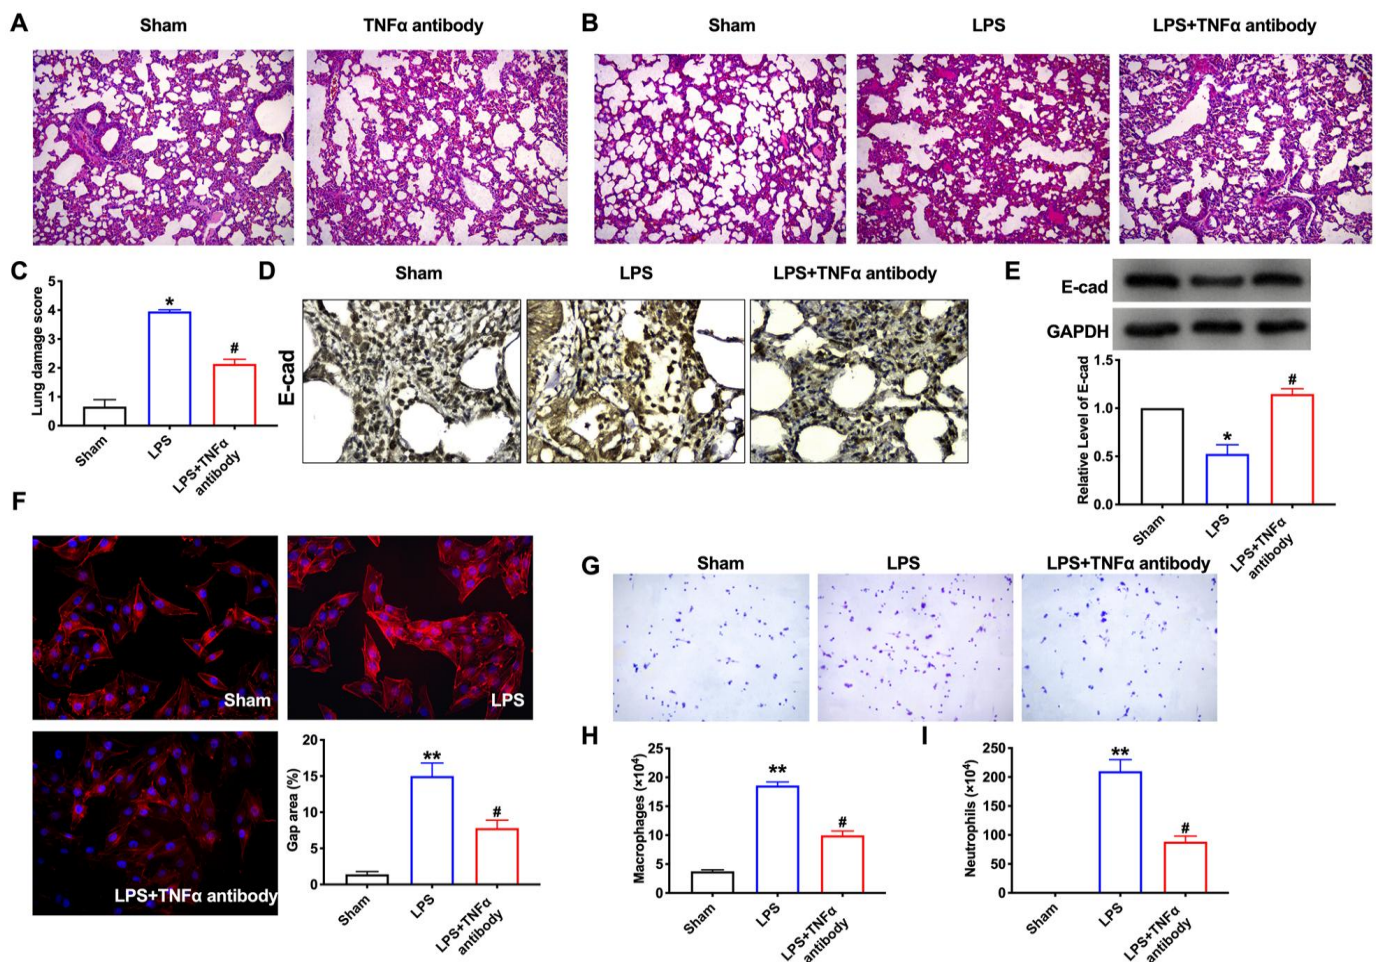 A
Sham
TNFα antibody
B
Sham
LPS
LPS+TNFα antibody
C
Lung damage score
5
4
3
2
1
0
*
#
Sham
LPS
LPS+TNFα
antibody
D
Sham
LPS
LPS+TNFα antibody
E-cad
E
E-cad
GAPDH
Relative Level of E-cad
1.5
1.0
0.5
0.0
*
#
Sham
LPS
LPS+TNFα
antibody
F
Sham
LPS
LPS+TNFα antibody
Gap area (%)
20
15
10
5
0
**
#
Sham
LPS
LPS+TNFα
antibody
G
Sham
LPS
LPS+TNFα antibody
H
Macrophages (×10⁴)
25
20
15
10
5
0
**
#
Sham
LPS
LPS+TNFα
antibody
I
Neutrophils (×10⁴)
250
200
150
100
50
0
**
#
Sham
LPS
LPS+TNFα
antibody